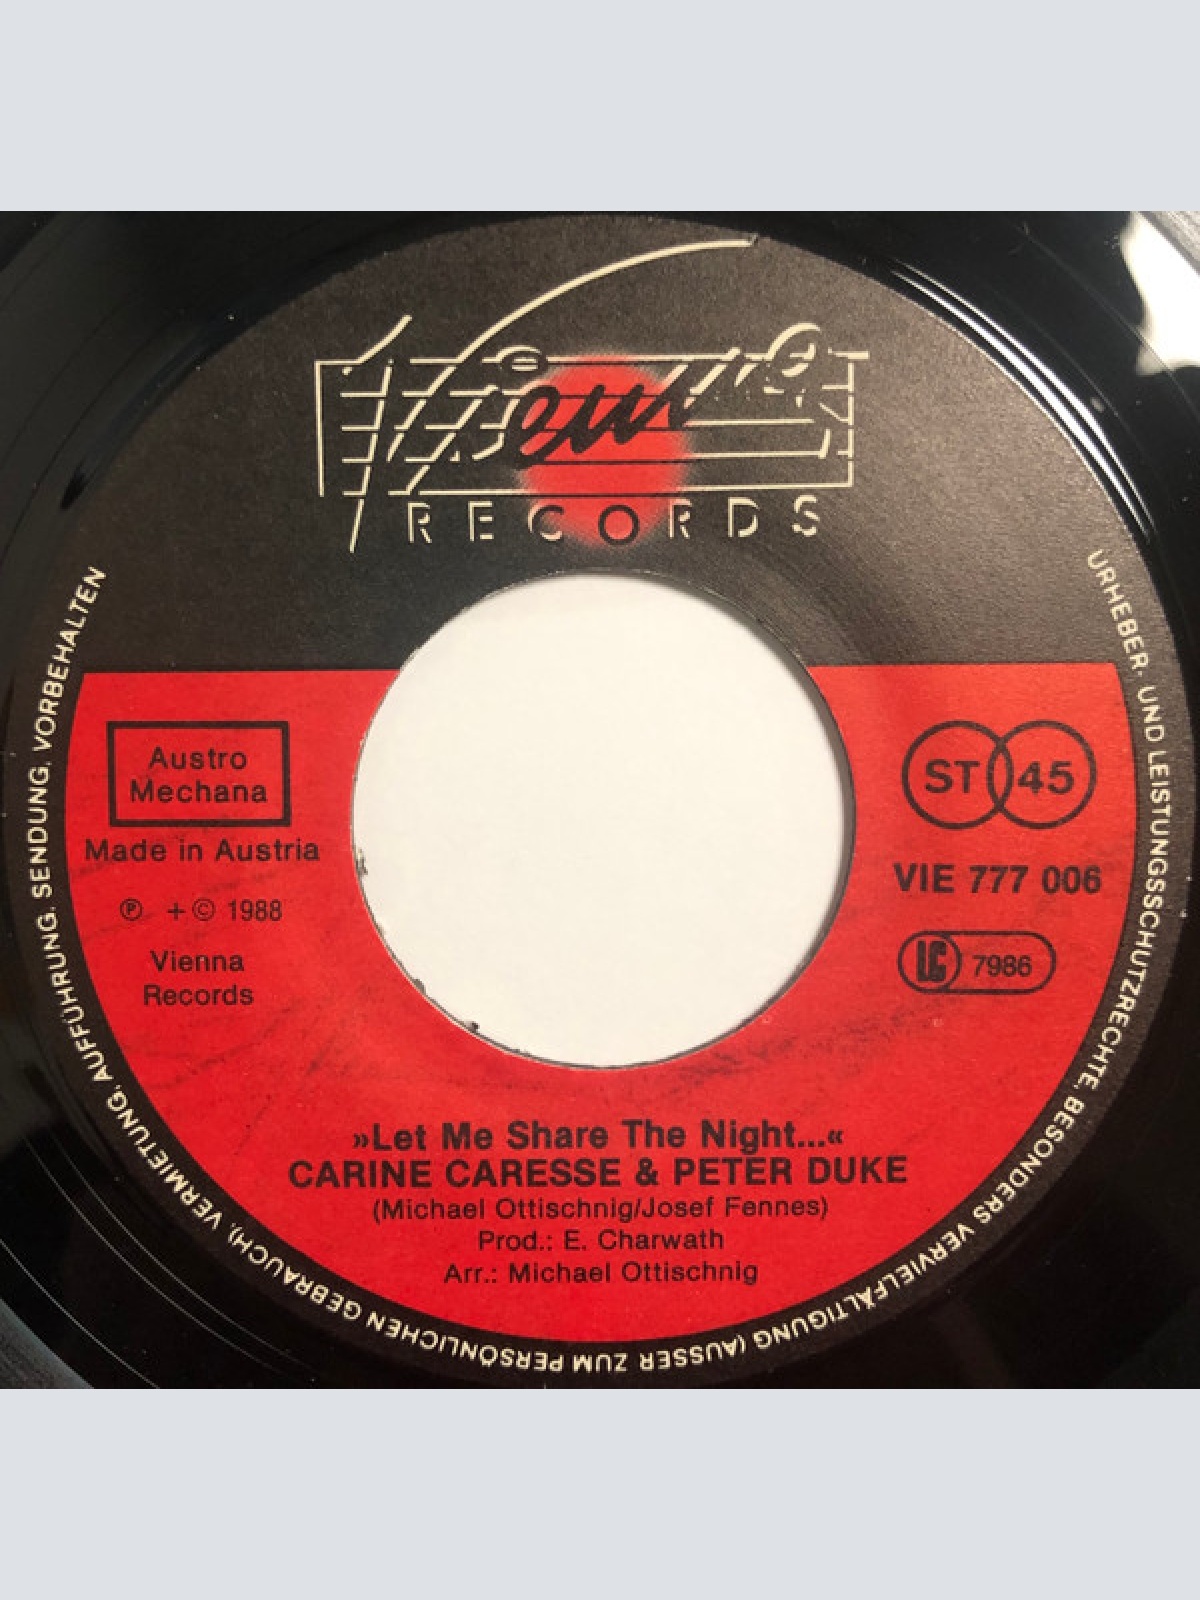 Vienna
RECORDS
Austro
Mechana
Made in Austria
℗ + © 1988
Vienna
Records
ST 45
VIE 777 006
LC 7986
»Let Me Share The Night...«
CARINE CARESSE & PETER DUKE
(Michael Ottischnig/Josef Fennes)
Prod.: E. Charwath
Arr.: Michael Ottischnig
URHEBER- UND LEISTUNGSSCHUTZRECHTE, BESONDERS VERVIELFÄLTIGUNG (AUSSER ZUM PERSÖNLICHEN GEBRAUCH), VERMIETUNG, AUFFÜHRUNG, SENDUNG, VORBEHALTEN